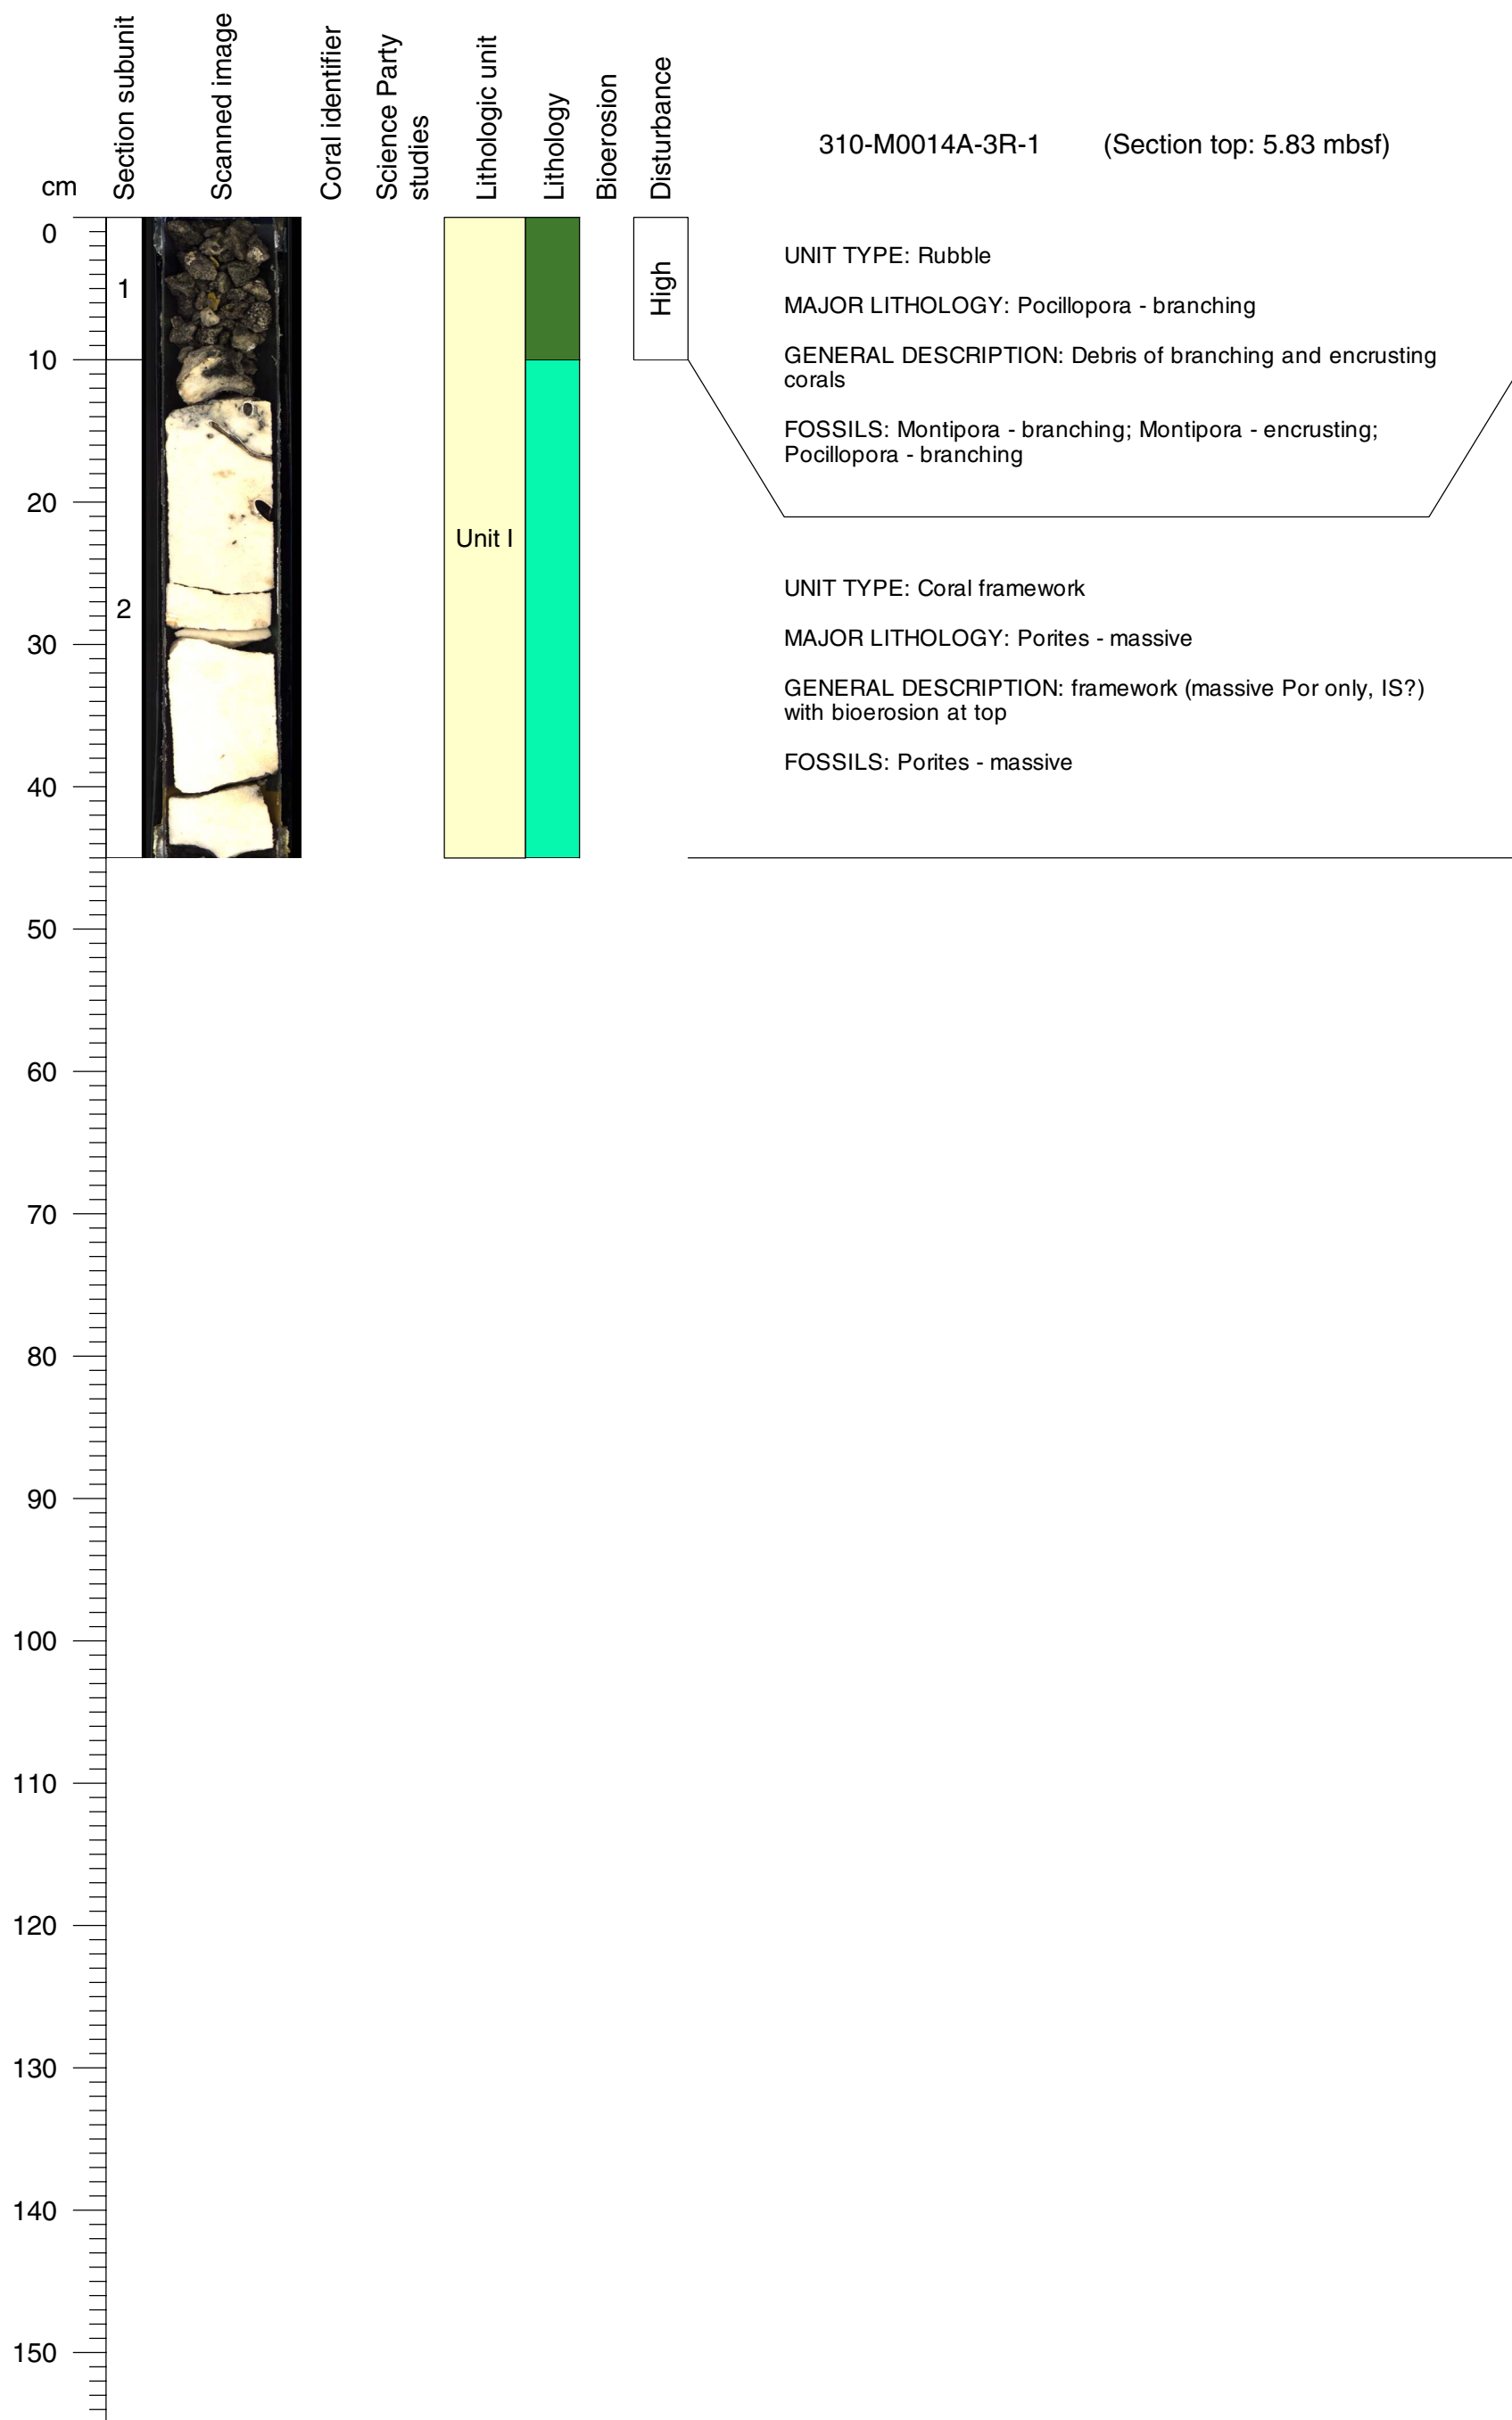 cm
Section subunit
Scanned image
Coral identifier
Science Party
studies
Lithologic unit
Lithology
Bioerosion
Disturbance
310-M0014A-3R-1 (Section top: 5.83 mbsf)
0
10
20
30
40
50
60
70
80
90
100
110
120
130
140
150
1
2
Unit I
High
UNIT TYPE: Rubble
MAJOR LITHOLOGY: Pocillopora - branching
GENERAL DESCRIPTION: Debris of branching and encrusting
corals
FOSSILS: Montipora - branching; Montipora - encrusting;
Pocillopora - branching
UNIT TYPE: Coral framework
MAJOR LITHOLOGY: Porites - massive
GENERAL DESCRIPTION: framework (massive Por only, IS?)
with bioerosion at top
FOSSILS: Porites - massive